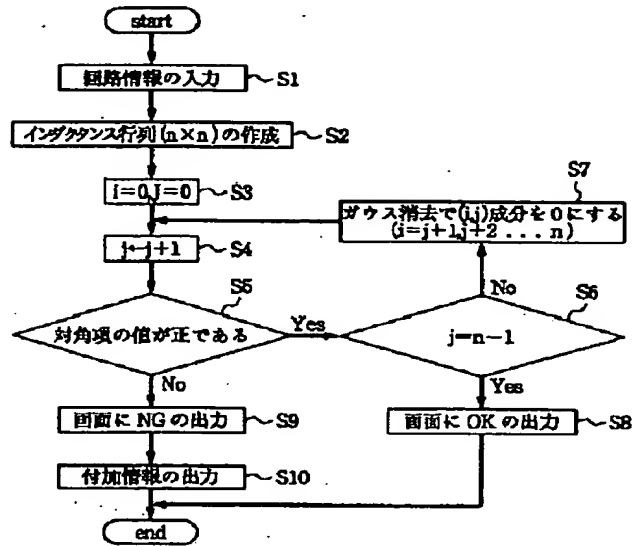 start
回路情報の入力 S1
インダクタンス行列(n×n)の作成 S2
i=0,J=0 S3
j←j+1 S4
S5
対角項の値が正である
Yes
No
S6
j=n-1
No
Yes
S7
ガウス消去で(i,j)成分を0にする
(i=j+1,j+2...n)
画面に OK の出力 S8
画面に NG の出力 S9
付加情報の出力 S10
end